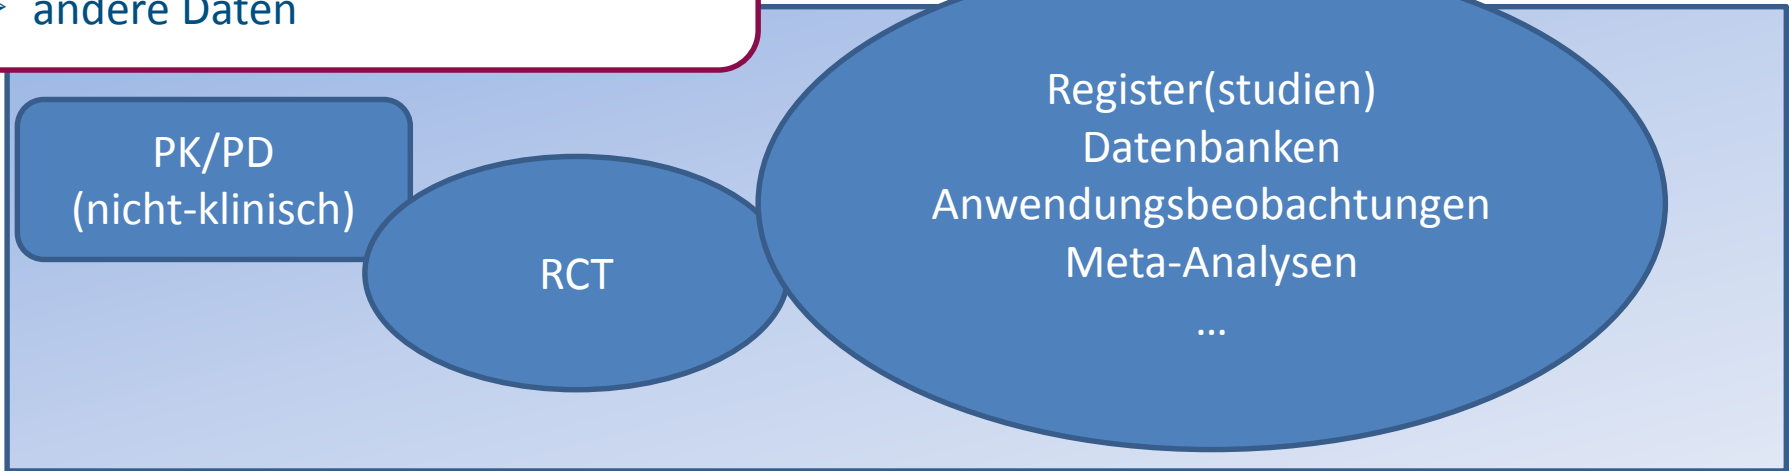 andere Daten
PK/PD
(nicht-klinisch)
RCT
Register(studien)
Datenbanken
Anwendungsbeobachtungen
Meta-Analysen
...